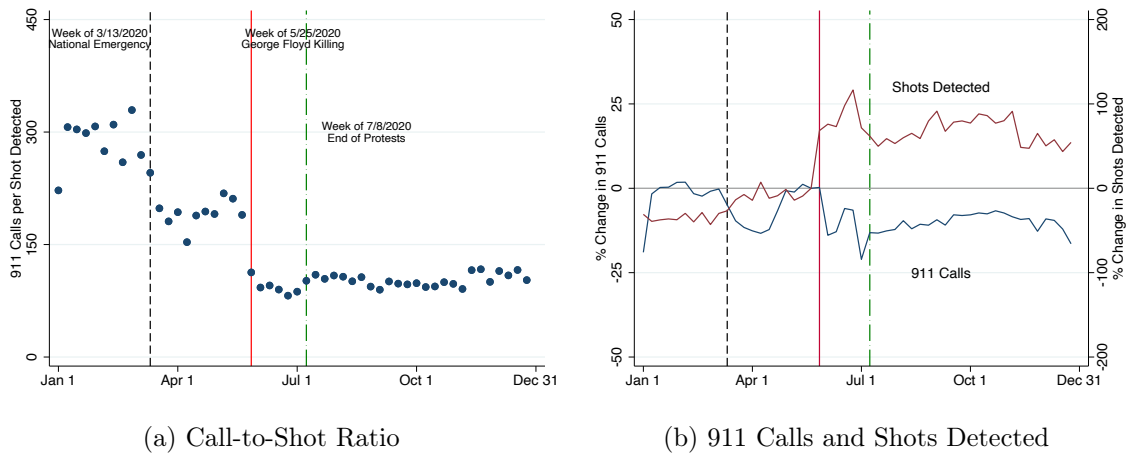 450
300
150
0
911 Calls per Shot Detected
Week of 3/13/2020
National Emergency
Week of 5/25/2020
George Floyd Killing
Week of 7/8/2020
End of Protests
Jan 1
Apr 1
Jul 1
Oct 1
Dec 31
(a) Call-to-Shot Ratio
50
25
0
-25
-50
% Change in 911 Calls
Shots Detected
911 Calls
200
100
0
-100
-200
% Change in Shots Detected
Jan 1
Apr 1
Jul 1
Oct 1
Dec 31
(b) 911 Calls and Shots Detected